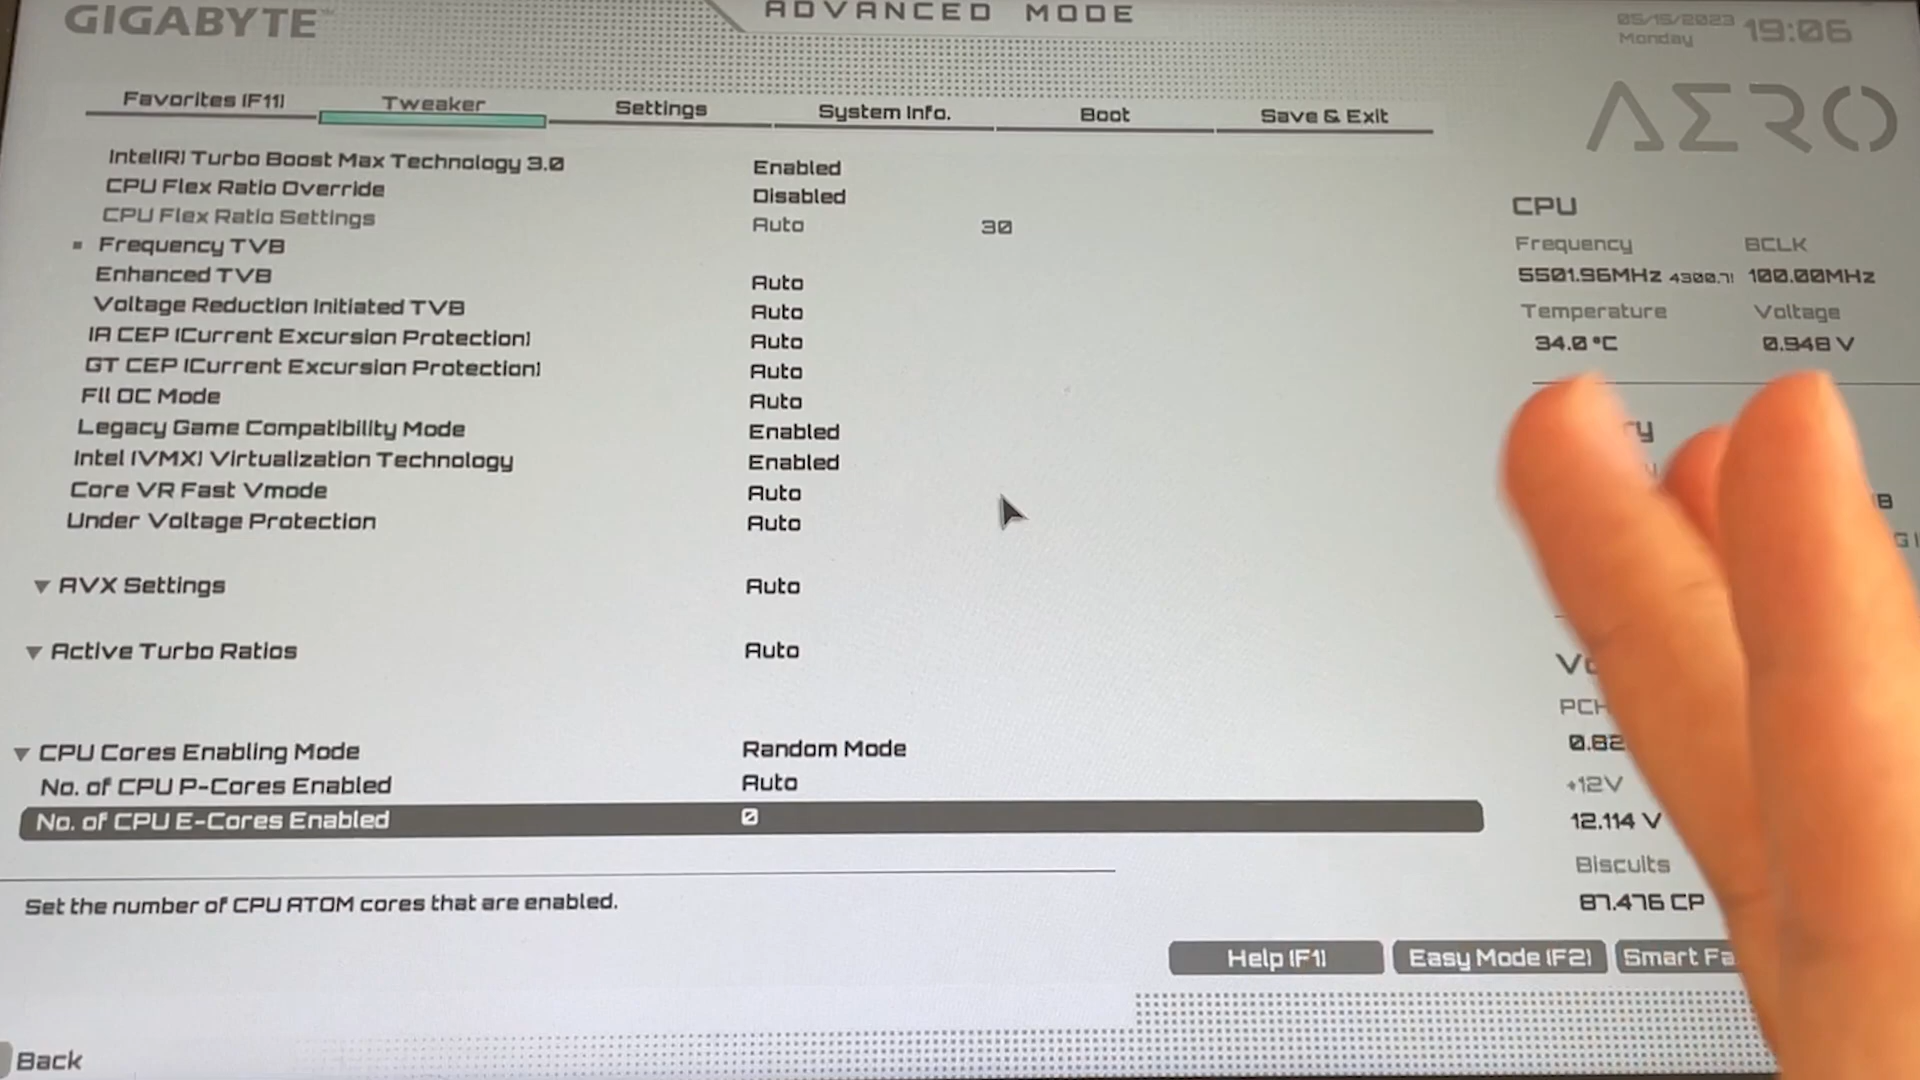 GIGABYTE™
ADVANCED MODE
05/15/2023
Monday
19:06
Favorites (F11)
Tweaker
Settings
System Info.
Boot
Save & Exit
AERO
Intel(R) Turbo Boost Max Technology 3.0 Enabled
CPU Flex Ratio Override Disabled
CPU Flex Ratio Settings Auto 30
Frequency TVB
Enhanced TVB Auto
Voltage Reduction Initiated TVB Auto
IA CEP (Current Excursion Protection) Auto
GT CEP (Current Excursion Protection) Auto
Fll OC Mode Auto
Legacy Game Compatibility Mode Enabled
Intel (VMX) Virtualization Technology Enabled
Core VR Fast Vmode Auto
Under Voltage Protection Auto
AVX Settings Auto
Active Turbo Ratios Auto
CPU Cores Enabling Mode Random Mode
No. of CPU P-Cores Enabled Auto
No. of CPU E-Cores Enabled 0
Set the number of CPU ATOM cores that are enabled.
CPU
Frequency BCLK
5501.96MHz 4300.71 100.00MHz
Temperature Voltage
34.0 °C 0.948 V
PCH
0.82
+12V
12.114 V
Biscuits
87.476 CP
Help (F1)
Easy Mode (F2)
Smart Fa
Back